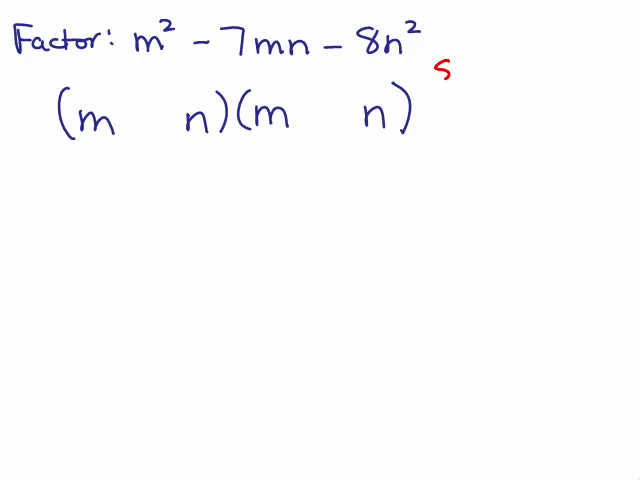 Factor: m² - 7mn - 8n²
s
(m n)(m n)